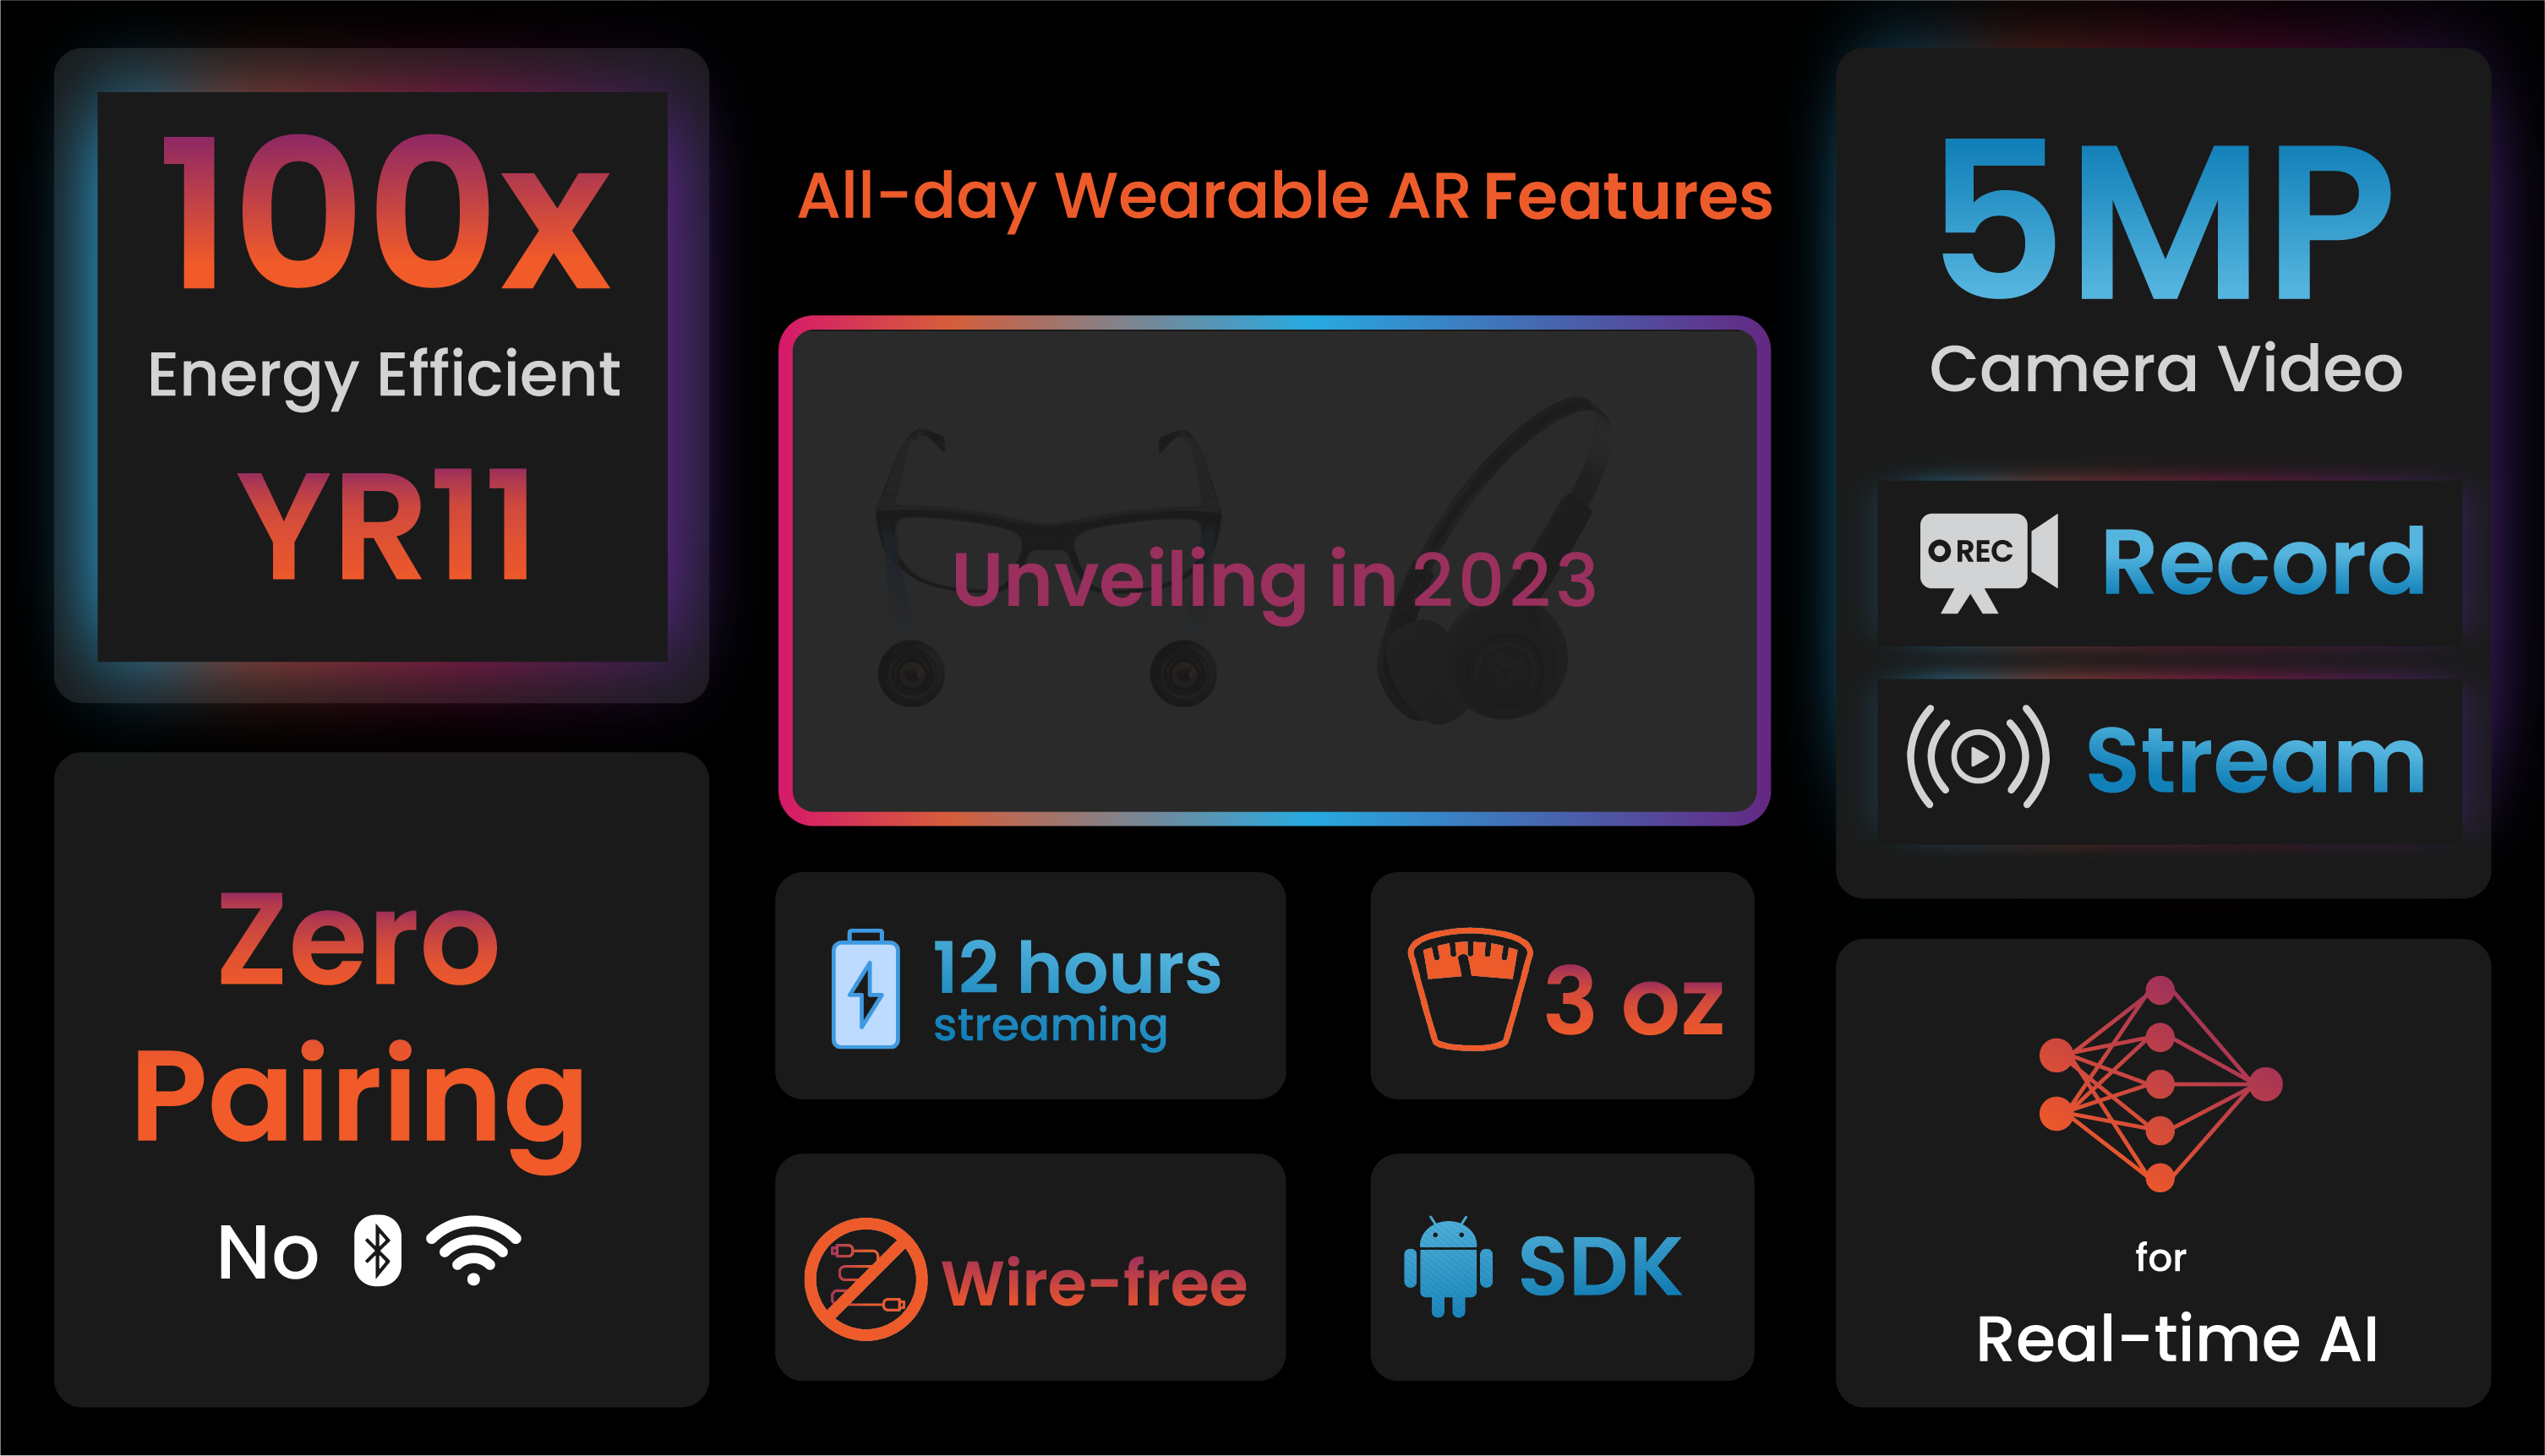 100x
Energy Efficient
YR11
Zero
Pairing
No
All-day Wearable AR Features
Unveiling in 2023
12 hours
streaming
3 oz
Wire-free
SDK
5MP
Camera Video
REC
Record
Stream
for
Real-time AI